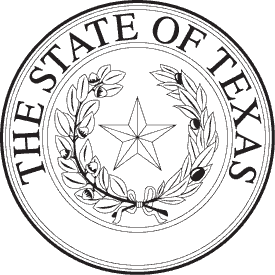 THE STATE OF TEXAS